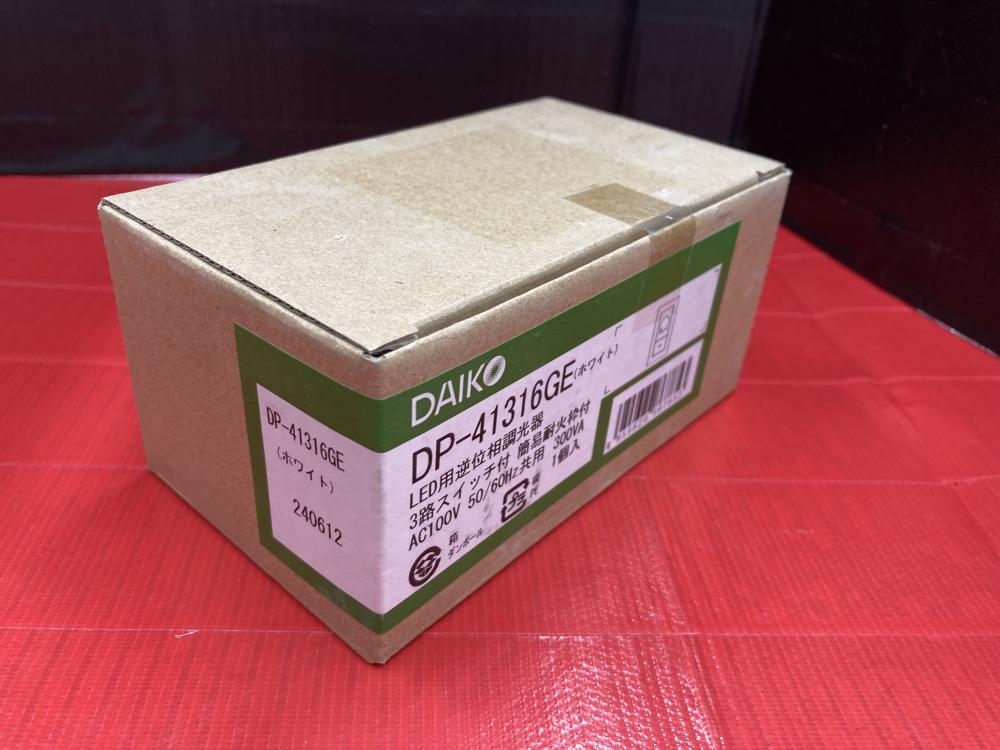 DAIKO
DP-41316GE(ホワイト)
LED用逆位相調光器
3路スイッチ付 簡易耐火枠付
AC100V 50/60Hz共用 300VA
1個入
箱
ダンボール
袋
PE
DP-41316GE
(ホワイト)
240612